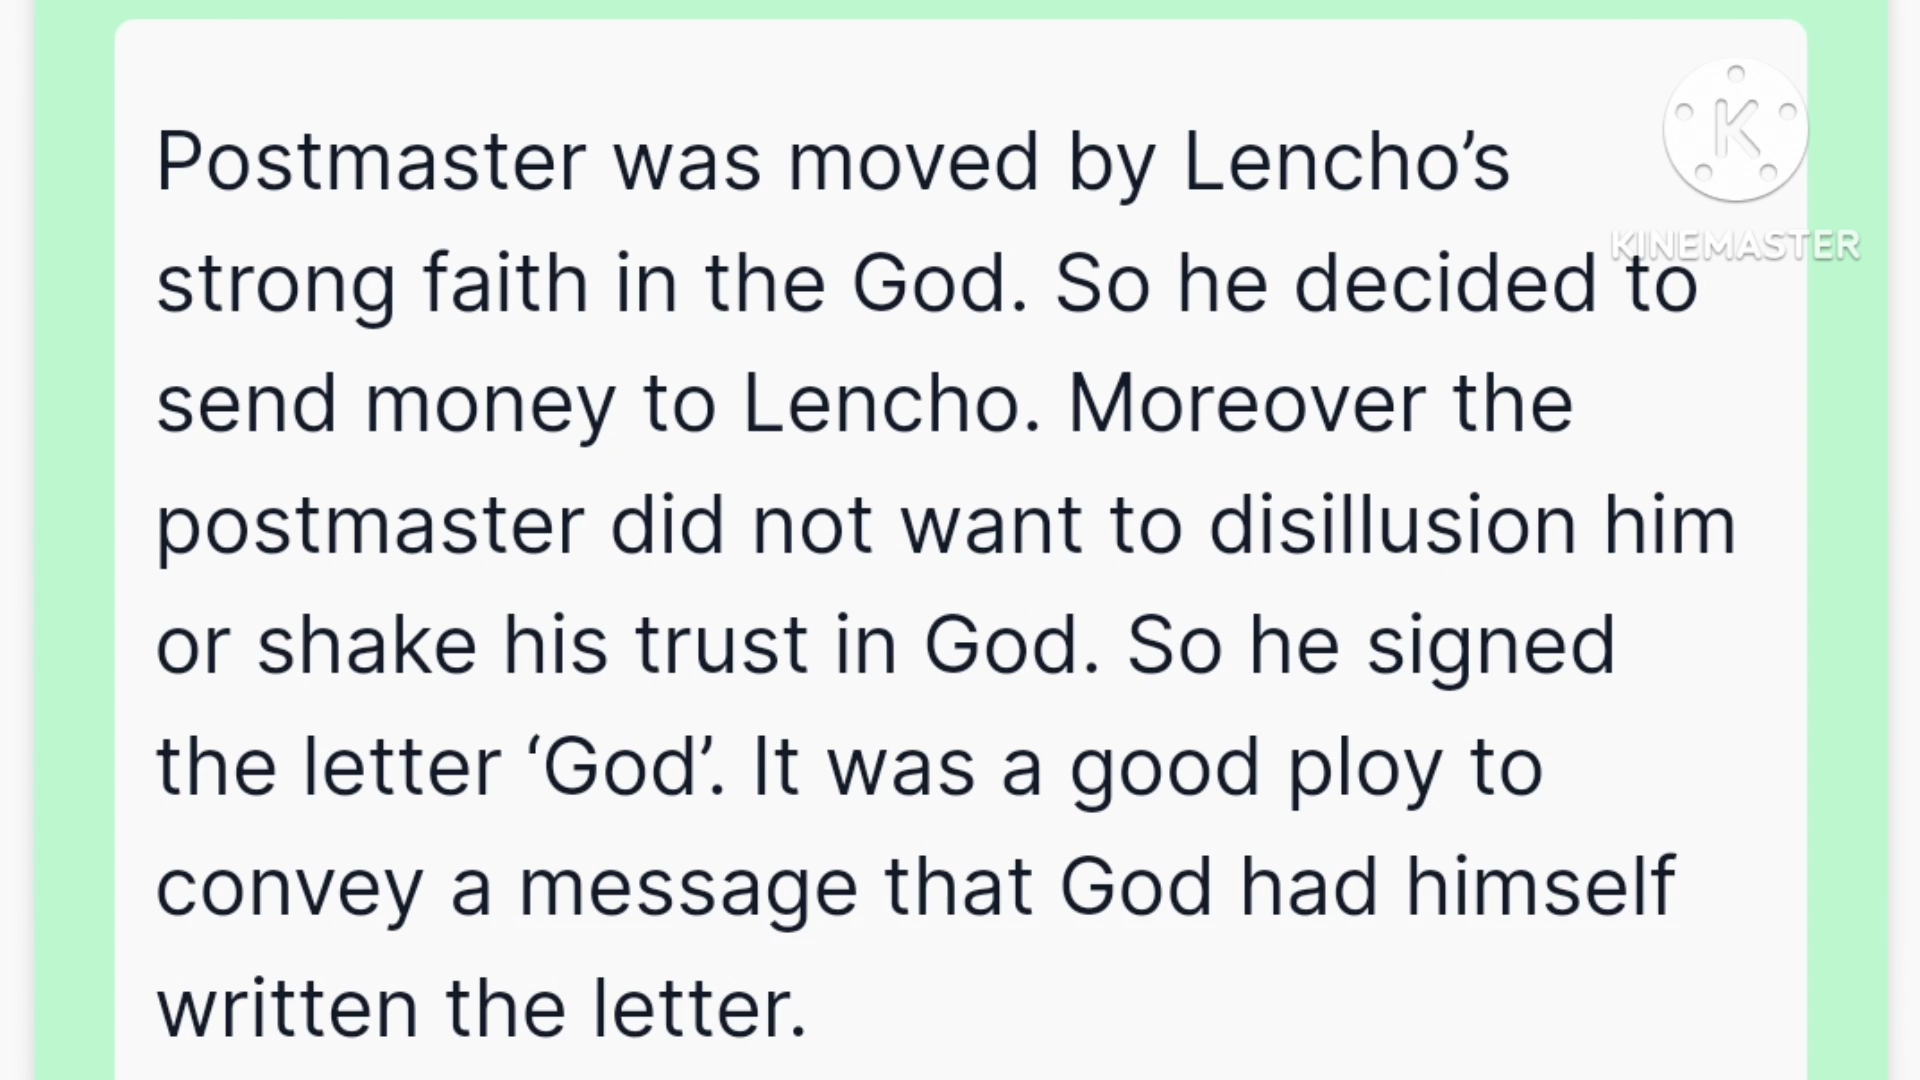 Postmaster was moved by Lencho’s
strong faith in the God. So he decided to
send money to Lencho. Moreover the
postmaster did not want to disillusion him
or shake his trust in God. So he signed
the letter ‘God’. It was a good ploy to
convey a message that God had himself
written the letter.
K
KINEMASTER